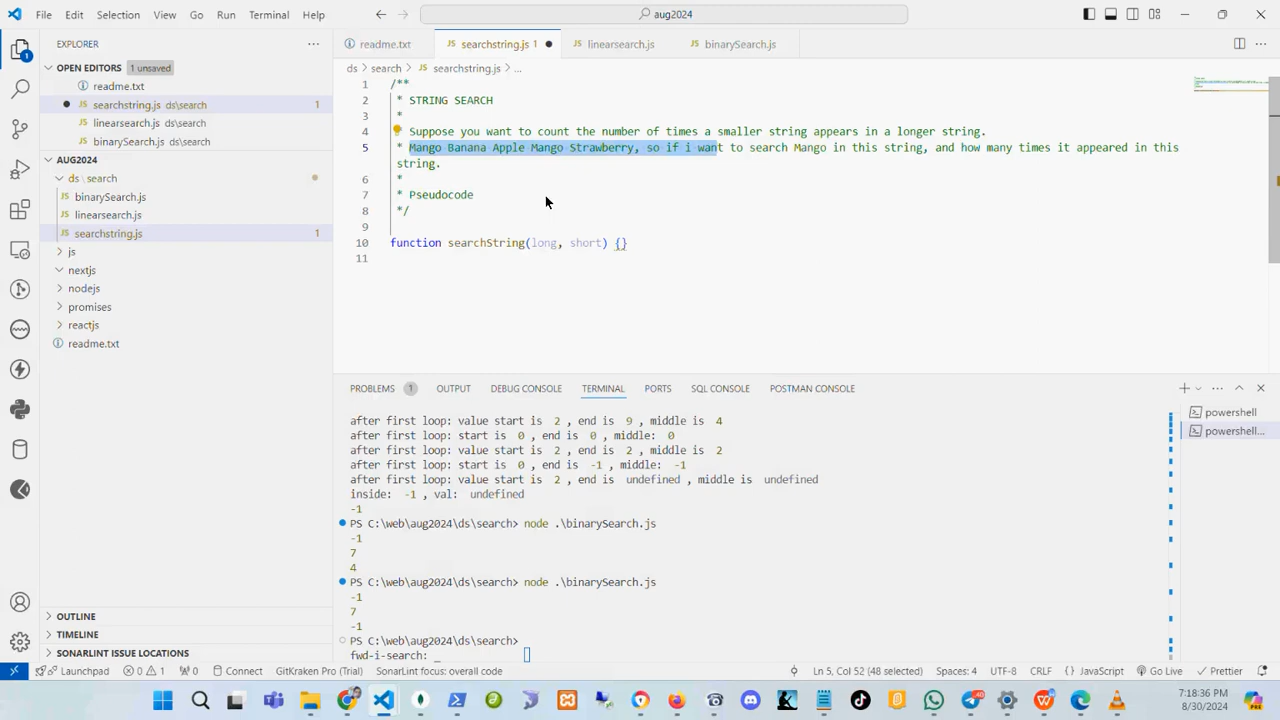 File Edit Selection View Go Run Terminal Help
aug2024
EXPLORER
OPEN EDITORS 1 unsaved
readme.txt
searchstring.js ds\search 1
linearsearch.js ds\search
binarySearch.js ds\search
AUG2024
ds\search
binarySearch.js
linearsearch.js
searchstring.js 1
js
nextjs
nodejs
promises
reactjs
readme.txt
OUTLINE
TIMELINE
SONARLINT ISSUE LOCATIONS
readme.txt searchstring.js 1 linearsearch.js binarySearch.js
ds > search > searchstring.js > ...
1 /**
2 * STRING SEARCH
3 *
4 Suppose you want to count the number of times a smaller string appears in a longer string.
5 * Mango Banana Apple Mango Strawberry, so if i want to search Mango in this string, and how many times it appeared in this
string.
6 *
7 * Pseudocode
8 */
9
10 function searchString(long, short) {}
11
PROBLEMS 1 OUTPUT DEBUG CONSOLE TERMINAL PORTS SQL CONSOLE POSTMAN CONSOLE
after first loop: value start is 2 , end is 9 , middle is 4
after first loop: start is 0 , end is 0 , middle: 0
after first loop: value start is 2 , end is 2 , middle is 2
after first loop: start is 0 , end is -1 , middle: -1
after first loop: value start is 2 , end is undefined , middle is undefined
inside: -1 , val: undefined
-1
PS C:\web\aug2024\ds\search> node .\binarySearch.js
-1
7
4
PS C:\web\aug2024\ds\search> node .\binarySearch.js
-1
7
-1
PS C:\web\aug2024\ds\search>
fwd-i-search: _
powershell
powershell...
Launchpad 0 1 0 Connect GitKraken Pro (Trial) SonarLint focus: overall code Ln 5, Col 52 (48 selected) Spaces: 4 UTF-8 CRLF {} JavaScript Go Live Prettier
7:18:36 PM
8/30/2024